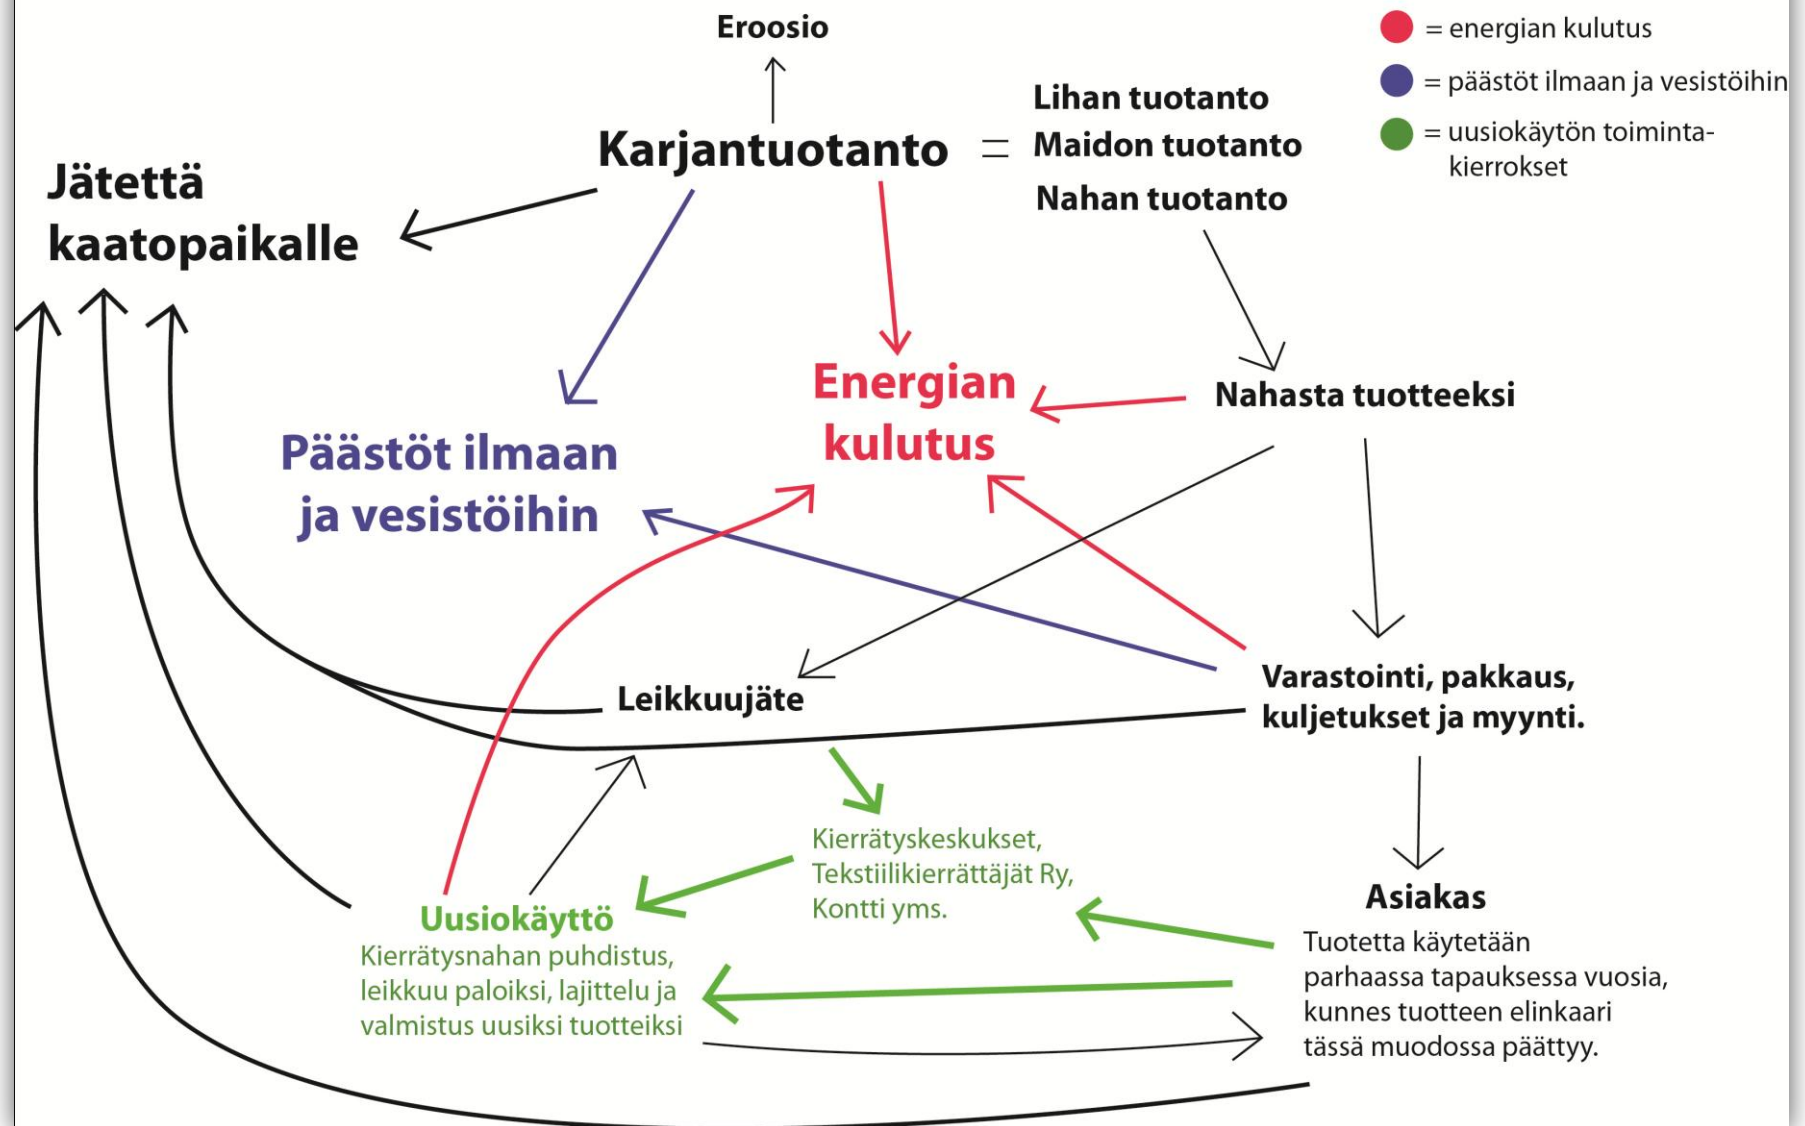 Eroosio
= energian kulutus
= päästöt ilmaan ja vesistöihin
= uusiokäytön toiminta-
kierrokset
Karjantuotanto
=
Lihan tuotanto
Maidon tuotanto
Nahan tuotanto
Jätettä
kaatopaikalle
Energian
kulutus
Nahasta tuotteeksi
Päästöt ilmaan
ja vesistöihin
Leikkuujäte
Varastointi, pakkaus,
kuljetukset ja myynti.
Kierrätyskeskukset,
Tekstiilikierrättäjät Ry,
Kontti yms.
Uusiokäyttö
Kierrätysnahan puhdistus,
leikkuu paloiksi, lajittelu ja
valmistus uusiksi tuotteiksi
Asiakas
Tuotetta käytetään
parhaassa tapauksessa vuosia,
kunnes tuotteen elinkaari
tässä muodossa päättyy.